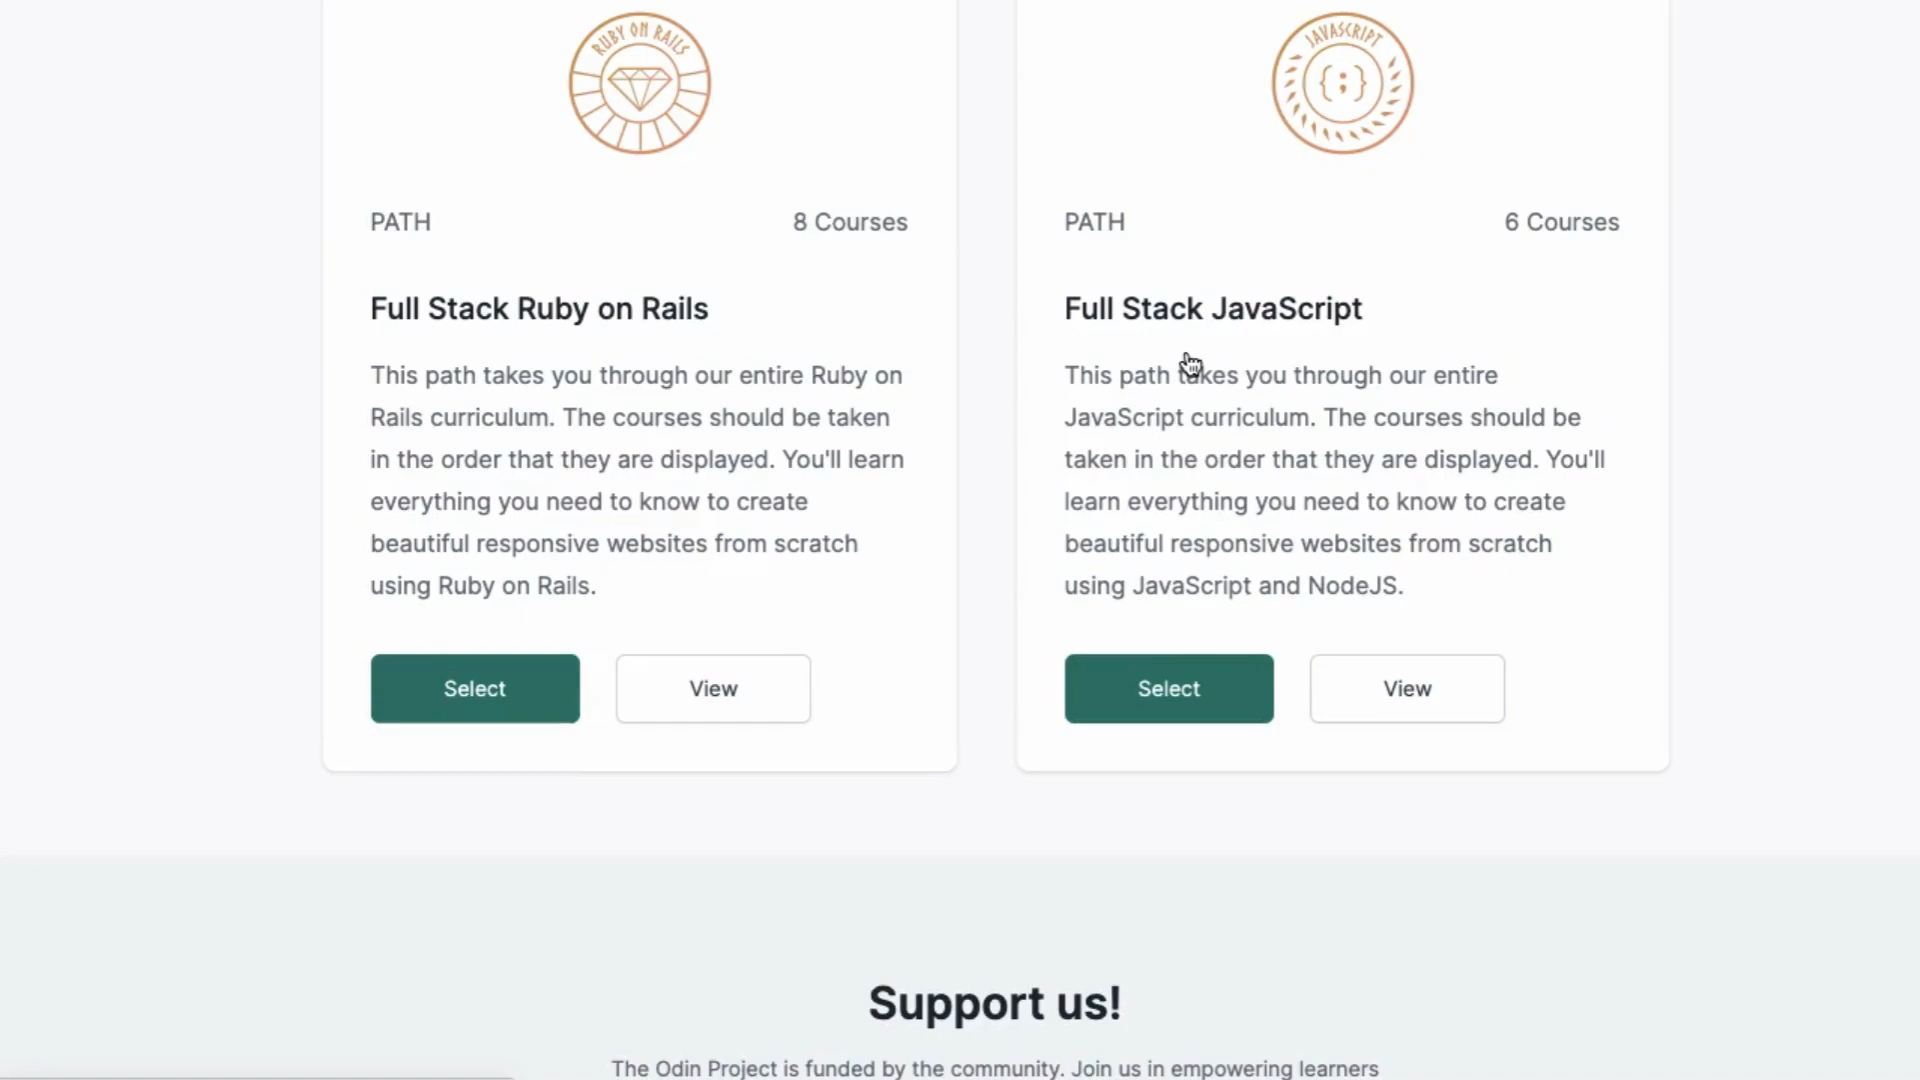 RUBY ON RAILS
PATH
8 Courses
Full Stack Ruby on Rails
This path takes you through our entire Ruby on
Rails curriculum. The courses should be taken
in the order that they are displayed. You'll learn
everything you need to know to create
beautiful responsive websites from scratch
using Ruby on Rails.
Select
View
JAVASCRIPT
{;}
PATH
6 Courses
Full Stack JavaScript
This path takes you through our entire
JavaScript curriculum. The courses should be
taken in the order that they are displayed. You'll
learn everything you need to know to create
beautiful responsive websites from scratch
using JavaScript and NodeJS.
Select
View
Support us!
The Odin Project is funded by the community. Join us in empowering learners